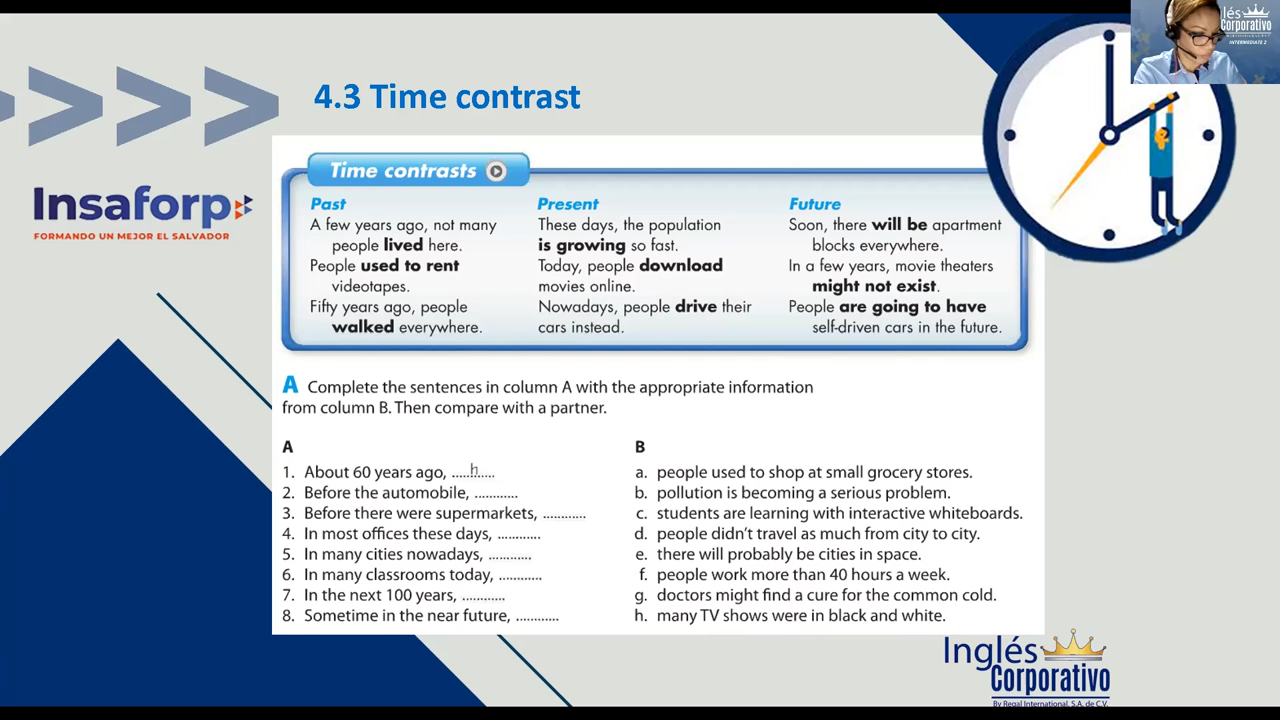 lés
Corporativo
INTERMEDIATE 2
4.3 Time contrast
Insaforp
FORMANDO UN MEJOR EL SALVADOR
Time contrasts
Past
A few years ago, not many
people lived here.
People used to rent
videotapes.
Fifty years ago, people
walked everywhere.
Present
These days, the population
is growing so fast.
Today, people download
movies online.
Nowadays, people drive their
cars instead.
Future
Soon, there will be apartment
blocks everywhere.
In a few years, movie theaters
might not exist.
People are going to have
self-driven cars in the future.
A Complete the sentences in column A with the appropriate information
from column B. Then compare with a partner.
A
1. About 60 years ago, .....h......
2. Before the automobile, ............
3. Before there were supermarkets, ............
4. In most offices these days, ............
5. In many cities nowadays, ............
6. In many classrooms today, ............
7. In the next 100 years, ............
8. Sometime in the near future, ............
B
a. people used to shop at small grocery stores.
b. pollution is becoming a serious problem.
c. students are learning with interactive whiteboards.
d. people didn't travel as much from city to city.
e. there will probably be cities in space.
f. people work more than 40 hours a week.
g. doctors might find a cure for the common cold.
h. many TV shows were in black and white.
Inglés
Corporativo
By Regal International, S.A. de C.V.